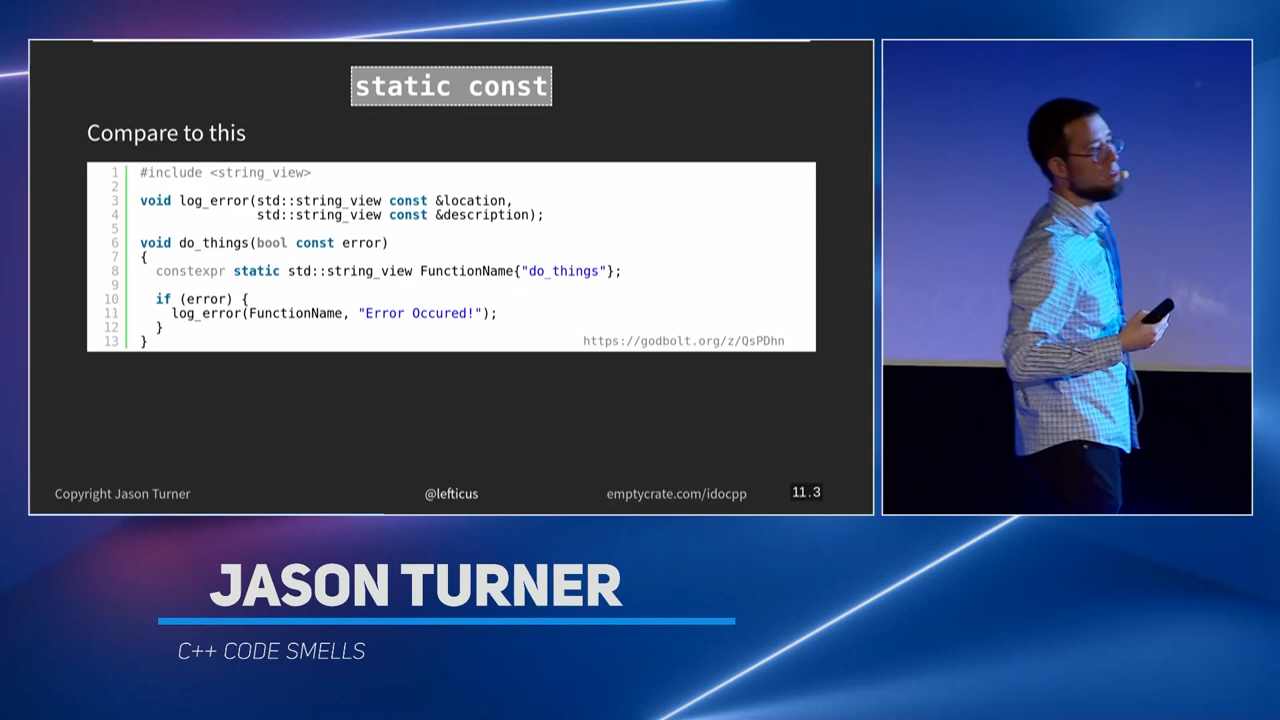 static const
Compare to this
1 #include <string_view>
2
3 void log_error(std::string_view const &location,
4 std::string_view const &description);
5
6 void do_things(bool const error)
7 {
8 constexpr static std::string_view FunctionName{"do_things"};
9
10 if (error) {
11 log_error(FunctionName, "Error Occured!");
12 }
13 }
https://godbolt.org/z/QsPDhn
Copyright Jason Turner
@lefticus
emptycrate.com/idocpp
11.3
JASON TURNER
C++ CODE SMELLS